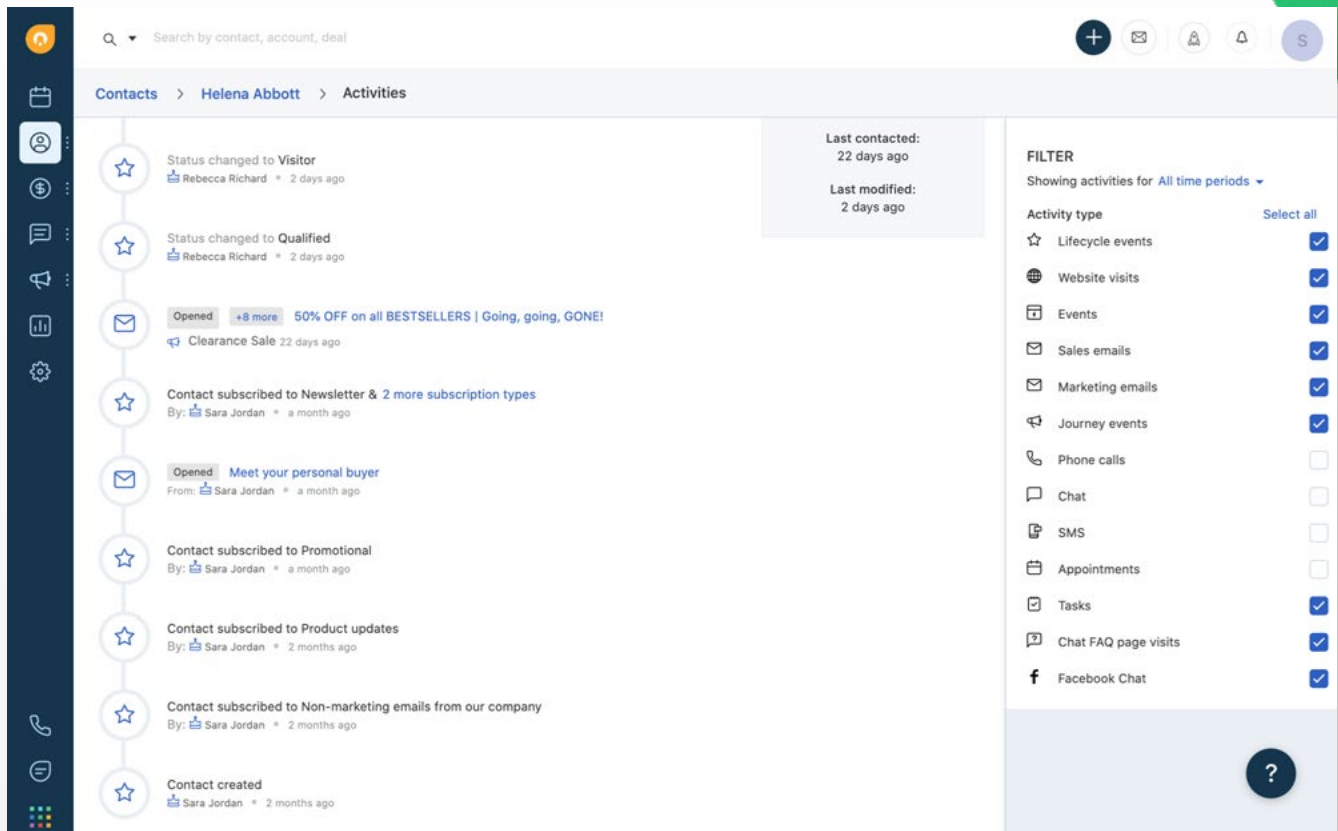 Search by contact, account, deal
S
Contacts > Helena Abbott > Activities
Status changed to Visitor
Rebecca Richard • 2 days ago
Status changed to Qualified
Rebecca Richard • 2 days ago
Opened +8 more 50% OFF on all BESTSELLERS | Going, going, GONE!
Clearance Sale 22 days ago
Contact subscribed to Newsletter & 2 more subscription types
By: Sara Jordan • a month ago
Opened Meet your personal buyer
From: Sara Jordan • a month ago
Contact subscribed to Promotional
By: Sara Jordan • a month ago
Contact subscribed to Product updates
By: Sara Jordan • 2 months ago
Contact subscribed to Non-marketing emails from our company
By: Sara Jordan • 2 months ago
Contact created
Sara Jordan • 2 months ago
Last contacted:
22 days ago
Last modified:
2 days ago
FILTER
Showing activities for All time periods
Activity type Select all
Lifecycle events
Website visits
Events
Sales emails
Marketing emails
Journey events
Phone calls
Chat
SMS
Appointments
Tasks
Chat FAQ page visits
Facebook Chat
?